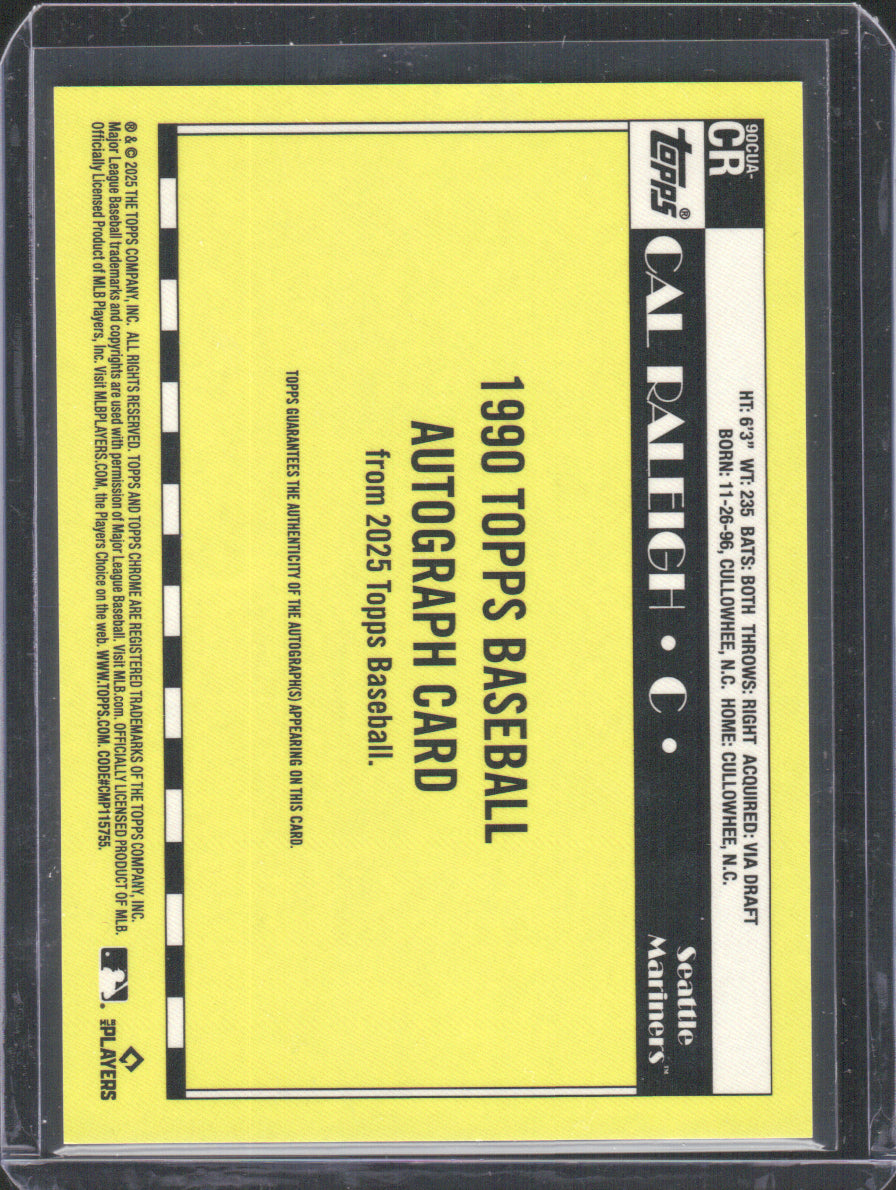 90CUA-
CR
HT: 6'3" WT: 235 BATS: BOTH THROWS: RIGHT ACQUIRED: VIA DRAFT
BORN: 11-26-96, CULLOWHEE, N.C. HOME: CULLOWHEE, N.C.
topps®
CAL RALEIGH • C •
Seattle
Mariners™
1990 TOPPS BASEBALL
AUTOGRAPH CARD
from 2025 Topps Baseball.
TOPPS GUARANTEES THE AUTHENTICITY OF THE AUTOGRAPH(S) APPEARING ON THIS CARD.
® & © 2025 THE TOPPS COMPANY, INC. ALL RIGHTS RESERVED. TOPPS AND TOPPS CHROME ARE REGISTERED TRADEMARKS OF THE TOPPS COMPANY, INC.
Major League Baseball trademarks and copyrights are used with permission of Major League Baseball. Visit MLB.com. OFFICIALLY LICENSED PRODUCT OF MLB.
Officially Licensed Product of MLB Players, Inc. Visit MLBPLAYERS.COM, the Players Choice on the web. WWW.TOPPS.COM. CODE#CMP115755.
MLB PLAYERS